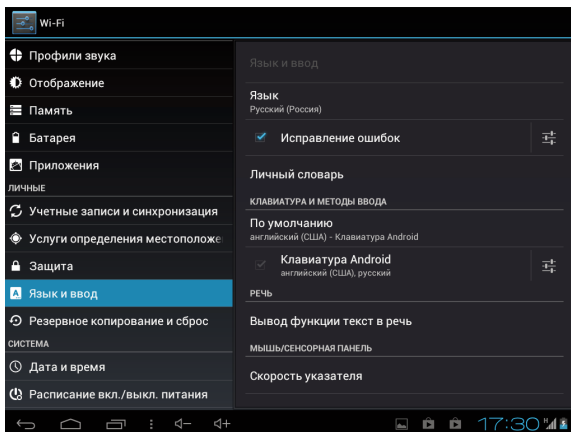 Wi-Fi
Профили звука
Отображение
Память
Батарея
Приложения
ЛИЧНЫЕ
Учетные записи и синхронизация
Услуги определения местоположе
Защита
Язык и ввод
Резервное копирование и сброс
СИСТЕМА
Дата и время
Расписание вкл./выкл. питания
Язык и ввод
Язык
Русский (Россия)
Исправление ошибок
Личный словарь
КЛАВИАТУРА И МЕТОДЫ ВВОДА
По умолчанию
английский (США) - Клавиатура Android
Клавиатура Android
английский (США), русский
РЕЧЬ
Вывод функции текст в речь
МЫШЬ/СЕНСОРНАЯ ПАНЕЛЬ
Скорость указателя
17:30